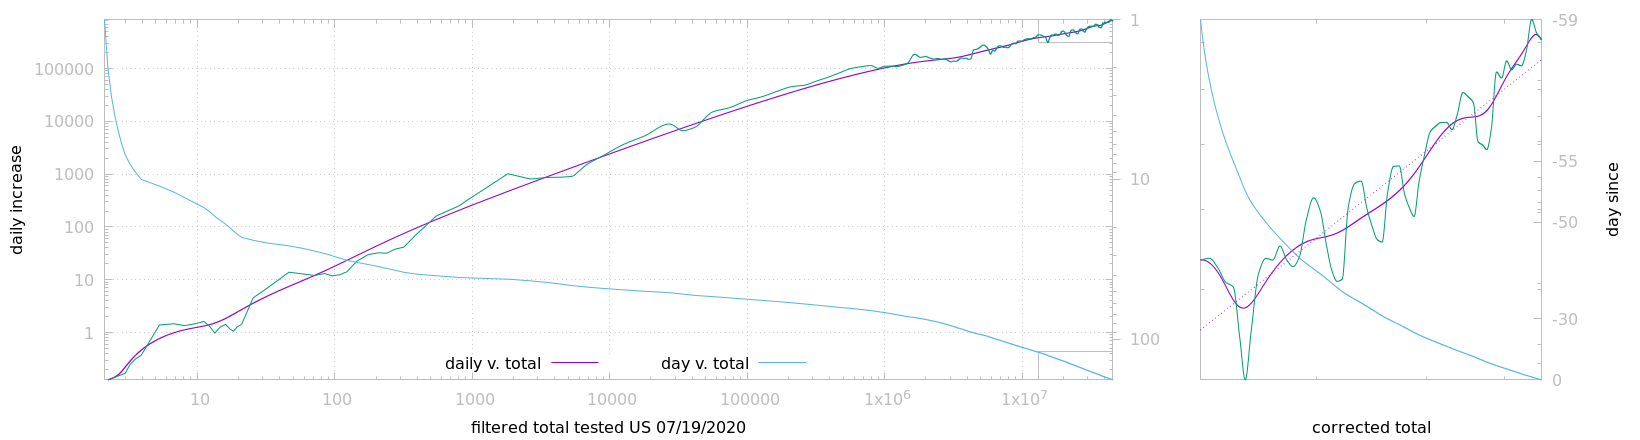 daily increase
100000
10000
1000
100
10
1
10
100
1000
10000
100000
1x10^6
1x10^7
1
10
100
daily v. total
day v. total
filtered total tested US 07/19/2020
-59
-55
-50
-30
0
day since
corrected total